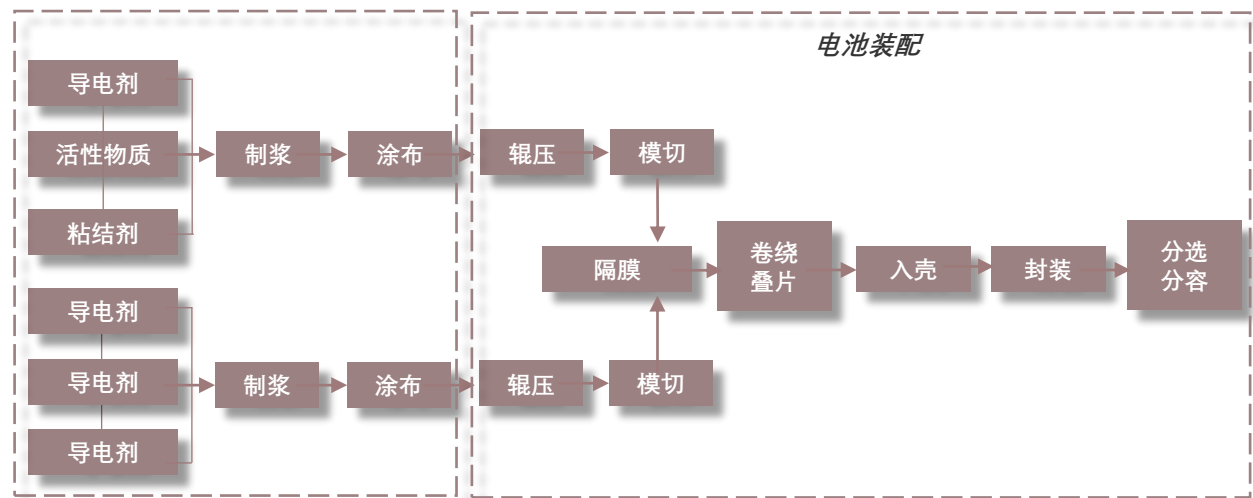 电池装配
导电剂
活性物质
粘结剂
制浆
涂布
辊压
模切
导电剂
导电剂
导电剂
制浆
涂布
辊压
模切
隔膜
卷绕
叠片
入壳
封装
分选
分容